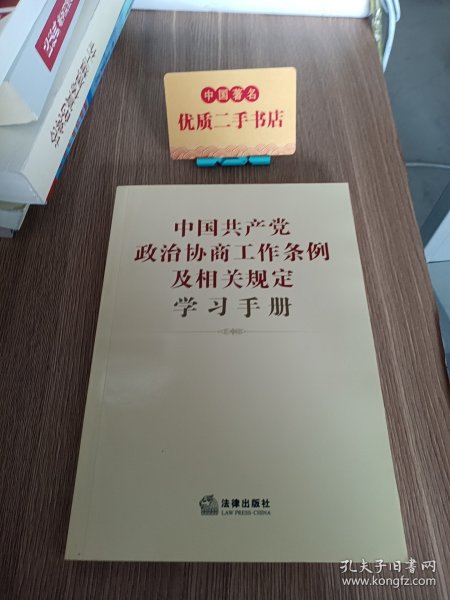 中国著名
优质二手书店
中国共产党
政治协商工作条例
及相关规定
学习手册
法律出版社
LAW PRESS·CHINA
孔夫子旧书网
www.kongfz.com